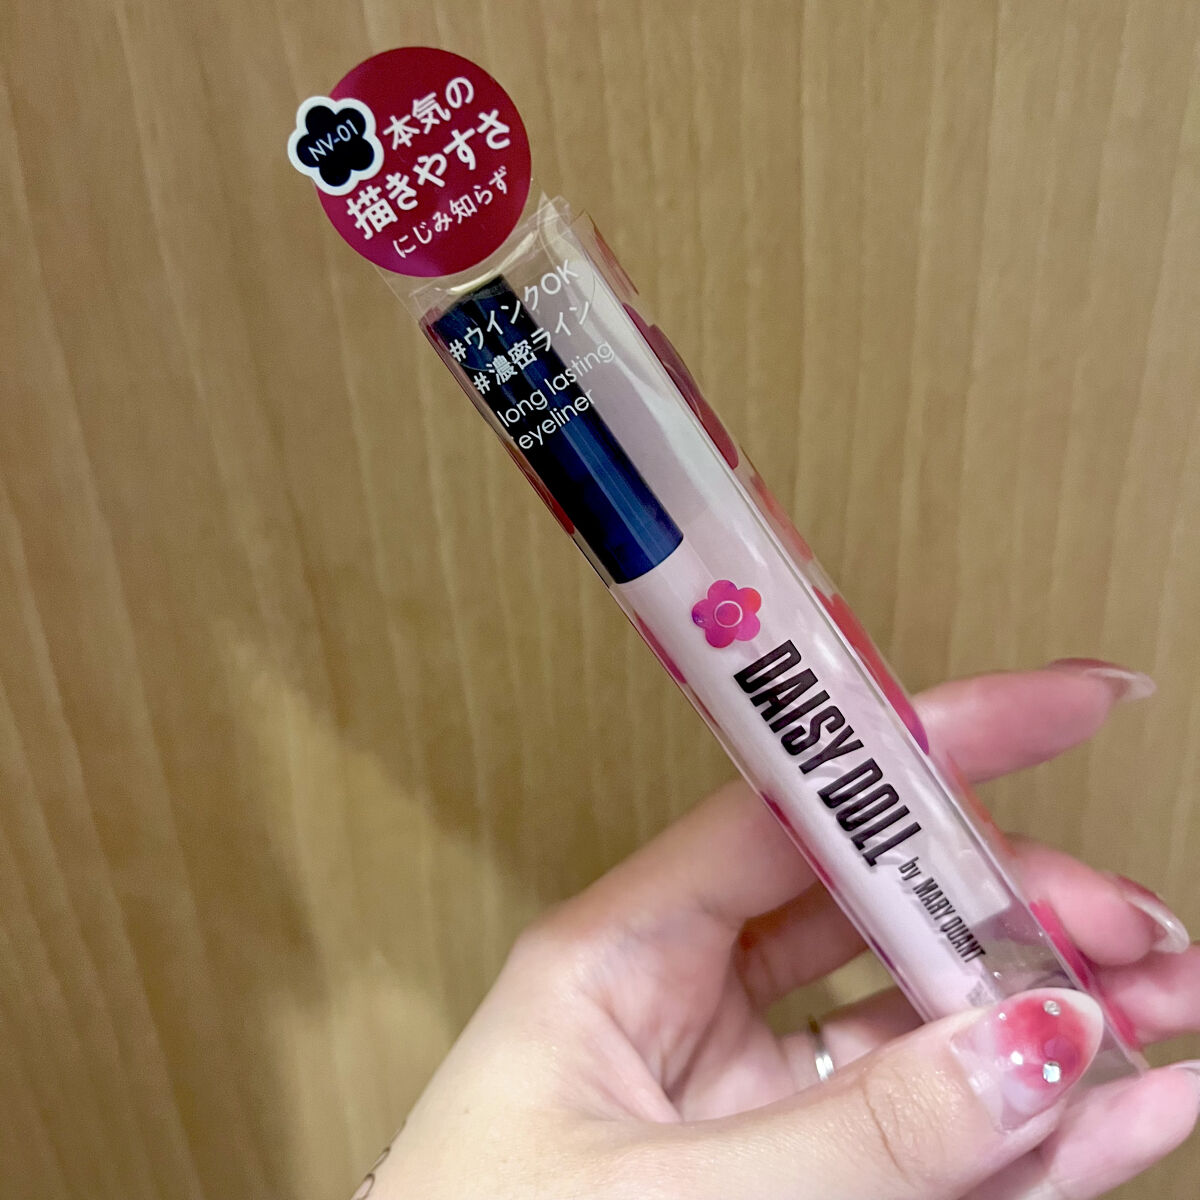 NV-01
本気の
描きやすさ
にじみ知らず
#ウインクOK
#濃密ライン
long lasting
eyeliner
DAISY DOLL
by MARY QUANT